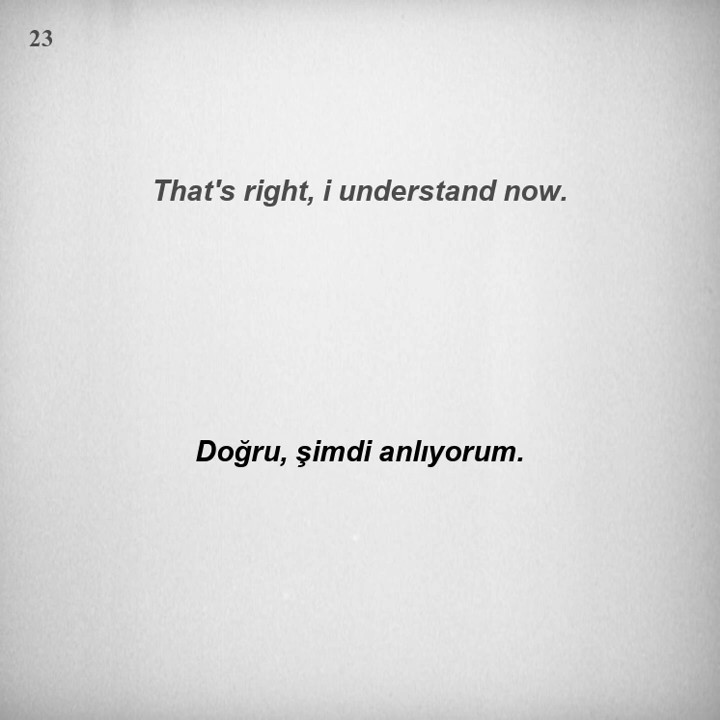 23
That's right, i understand now.
Doğru, şimdi anlıyorum.